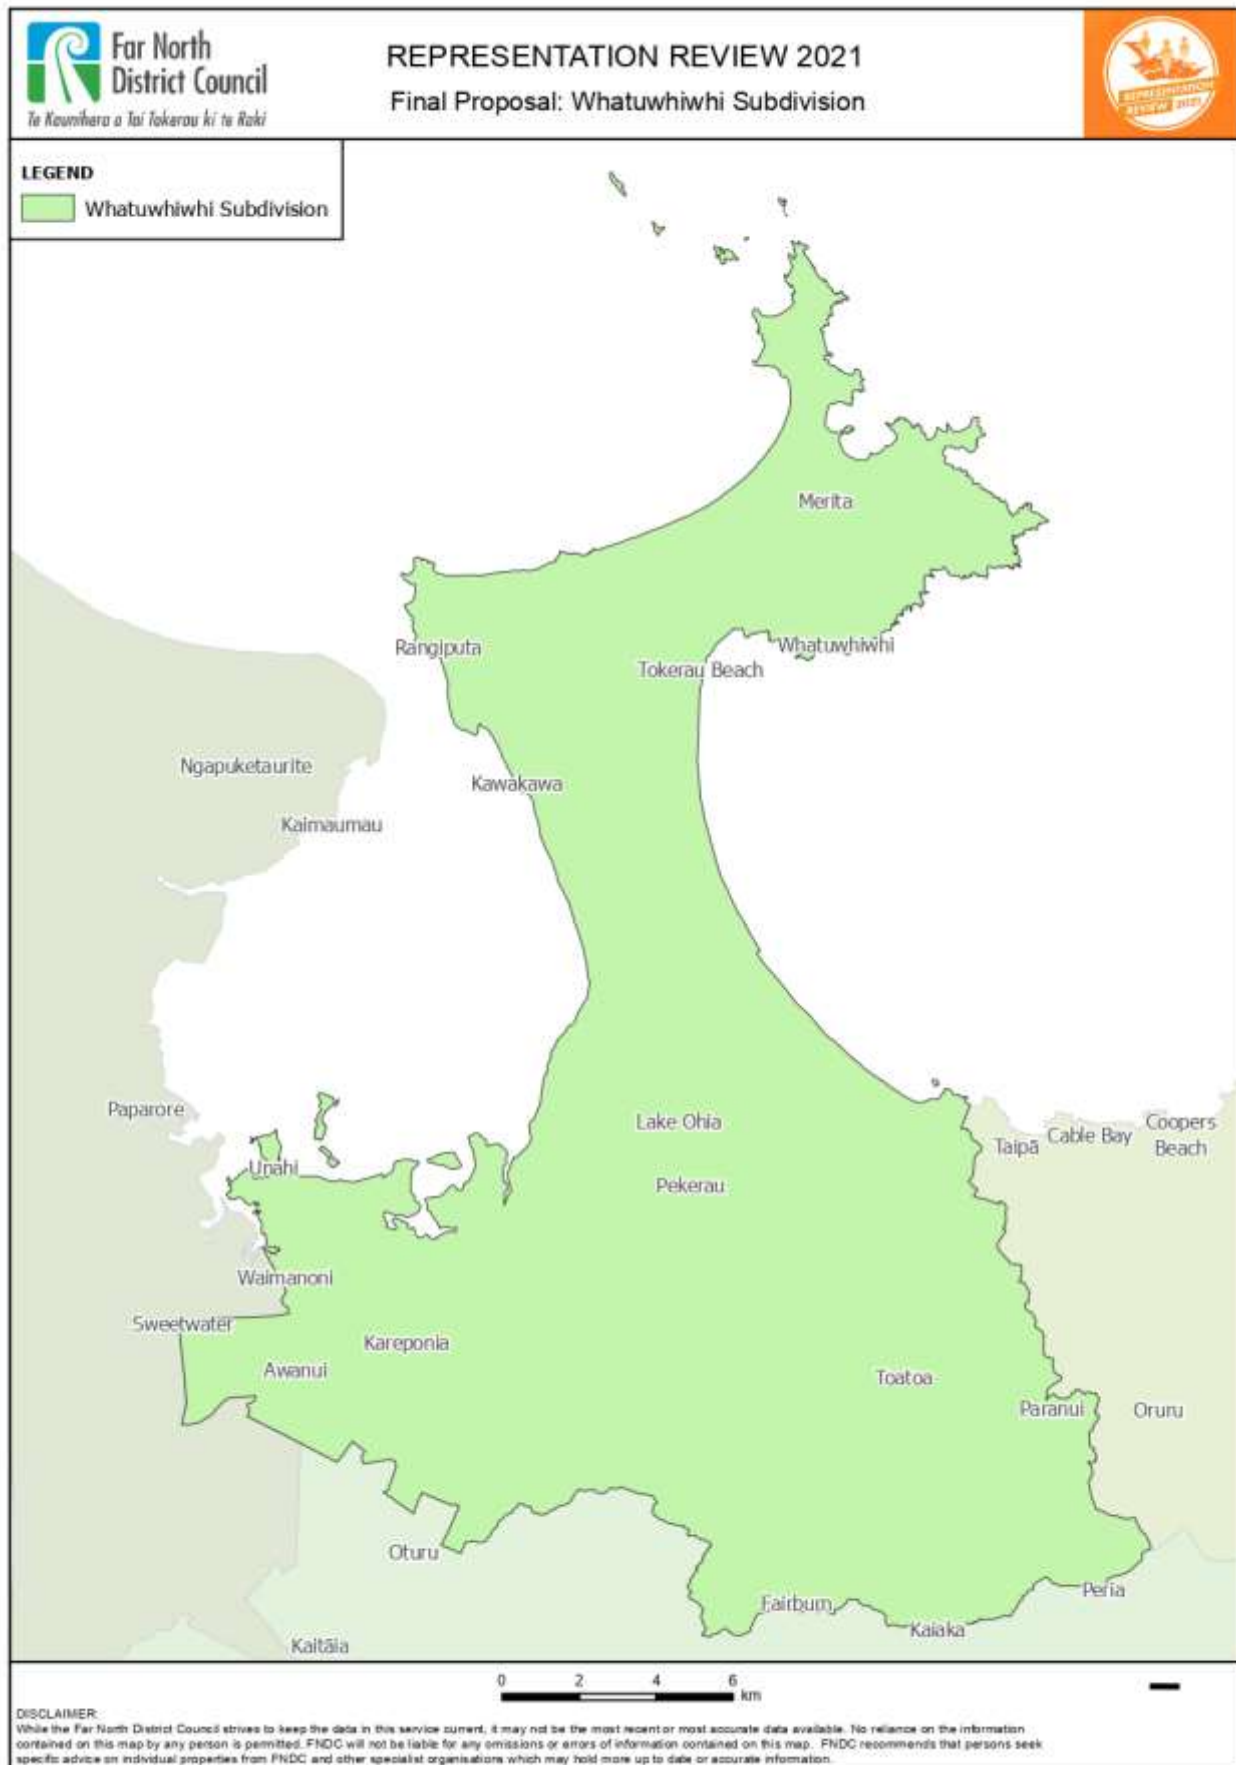 Far North
District Council
Te Kaunihera o Tai Tokerau ki te Raki
REPRESENTATION REVIEW 2021
Final Proposal: Whatuwhiwhi Subdivision
REPRESENTATION
REVIEW 2021
LEGEND
Whatuwhiwhi Subdivision
Merita
Rangiputa
Whatuwhiwhi
Tokerau Beach
Ngapuketaurite
Kawakawa
Kaimaumau
Paparore
Lake Ohia
Taipā
Cable Bay
Coopers
Beach
Unahi
Pekerau
Waimanoni
Sweetwater
Kareponia
Awanui
Toatoa
Paranui
Oruru
Oturu
Fairburn
Peria
Kaiaka
Kaitāia
0 2 4 6
km
DISCLAIMER:
While the Far North District Council strives to keep the data in this service current, it may not be the most recent or most accurate data available. No reliance on the information
contained on this map by any person is permitted. FNDC will not be liable for any omissions or errors of information contained on this map. FNDC recommends that persons seek
specific advice on individual properties from FNDC and other specialist organisations which may hold more up to date or accurate information.